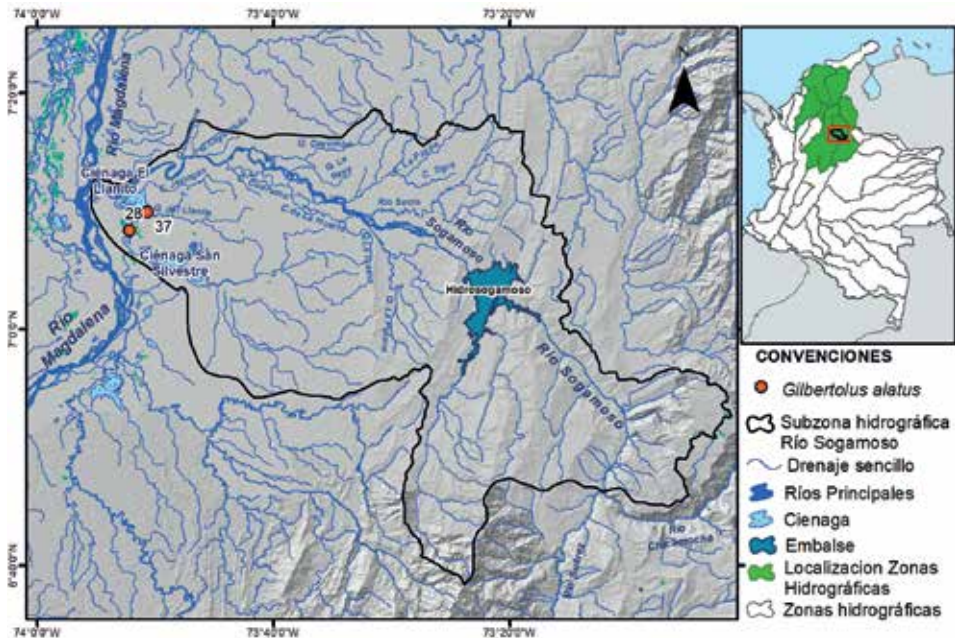 74°0'0"W 73°40'0"W 73°20'0"W
7°20'0"N
7°0'0"N
6°40'0"N
Río Magdalena
Ciénaga El
Llanito
28
37
Ciénaga San
Silvestre
Río
Magdalena
Río Sucio
Río
Sogamoso
Hidrosogamoso
Río Sogamoso
Río
74°0'0"W 73°40'0"W 73°20'0"W
CONVENCIONES
Gilbertolus alatus
Subzona hidrográfica
Río Sogamoso
Drenaje sencillo
Ríos Principales
Cienaga
Embalse
Localizacion Zonas
Hidrográficas
Zonas hidrográficas